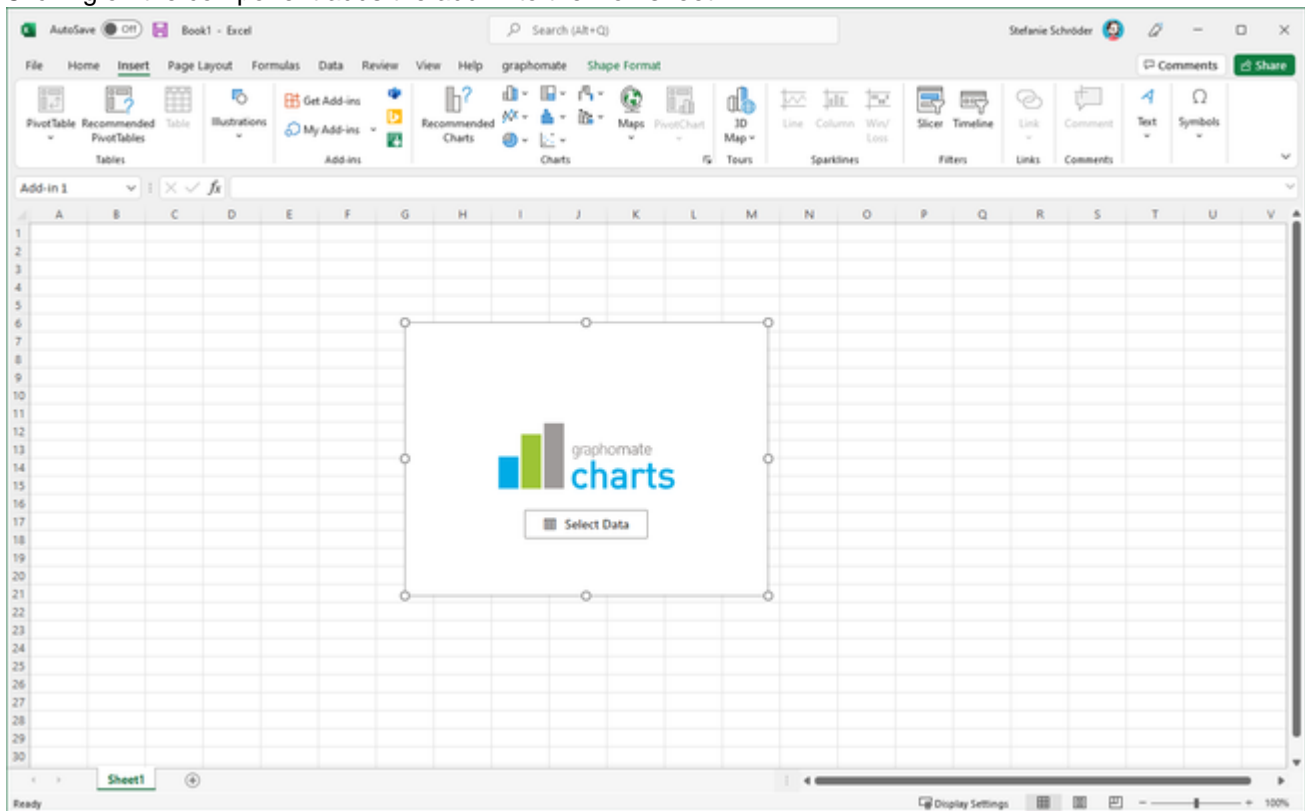 AutoSave Off Book1 - Excel Search (Alt+Q) Stefanie Schröder
File Home Insert Page Layout Formulas Data Review View Help graphomate Shape Format Comments Share
PivotTable Recommended PivotTables Table Illustrations Get Add-ins My Add-ins Recommended Charts Maps PivotChart 3D Map Line Column Win/Loss Slicer Timeline Link Comment Text Symbols
Tables Add-ins Charts Tours Sparklines Filters Links Comments
Add-in 1 fx
A B C D E F G H I J K L M N O P Q R S T U V
1
2
3
4
5
6
7
8
9
10
11
12
13
14
15
16
17
18
19
20
21
22
23
24
25
26
27
28
29
30
graphomate
charts
Select Data
Sheet1
Ready Display Settings 100%